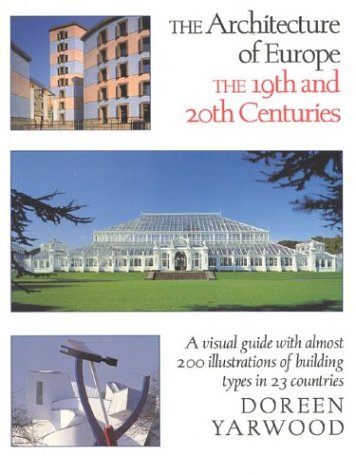 THE Architecture
of Europe
THE 19th and
20th Centuries
A visual guide with almost
200 illustrations of building
types in 23 countries
DOREEN
YARWOOD